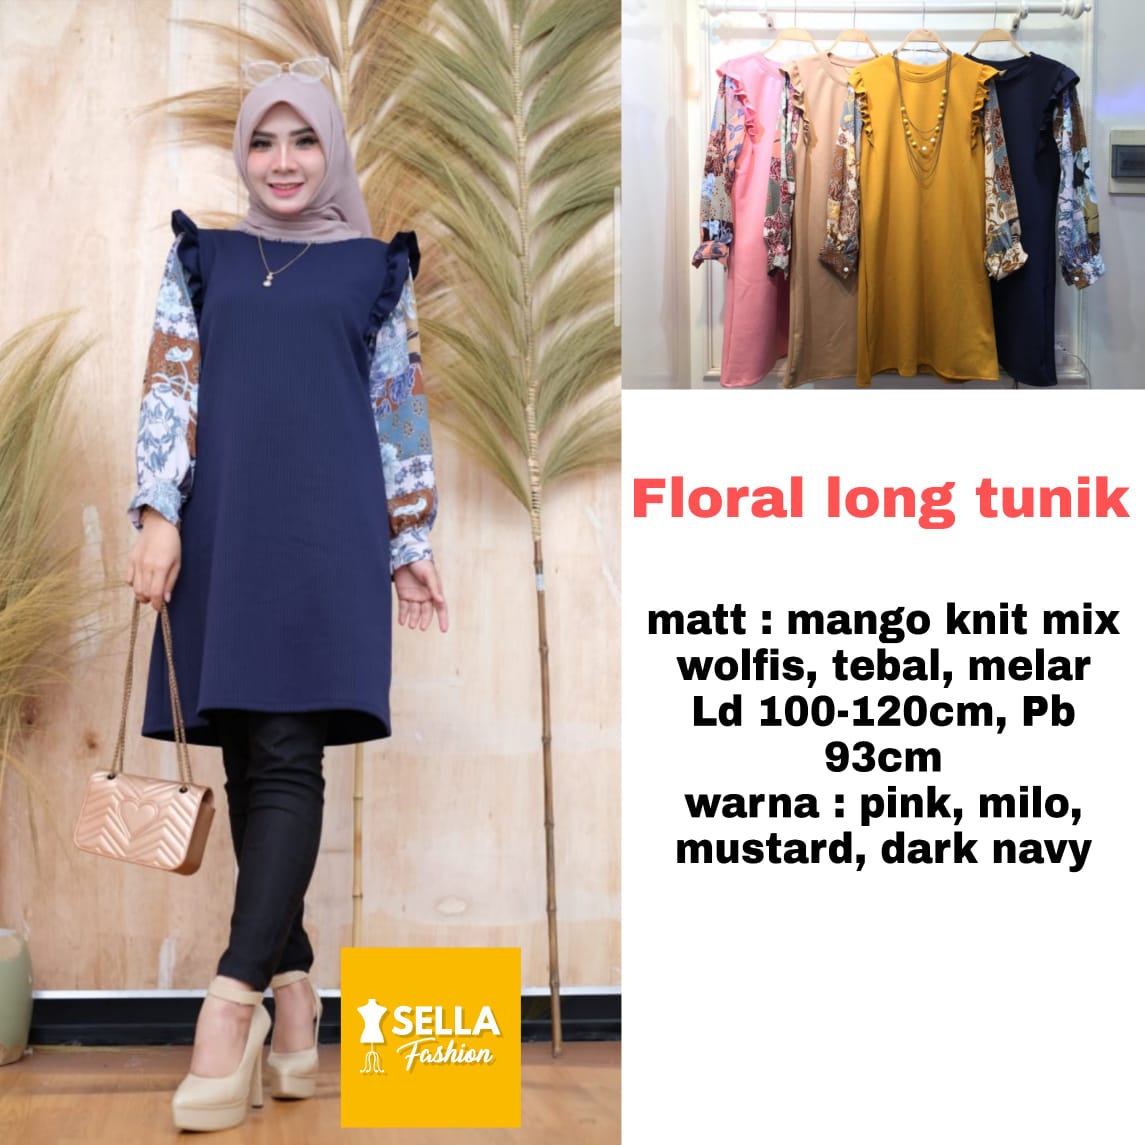 Floral long tunik
matt : mango knit mix
wolfis, tebal, melar
Ld 100-120cm, Pb
93cm
warna : pink, milo,
mustard, dark navy
SELLA
Fashion